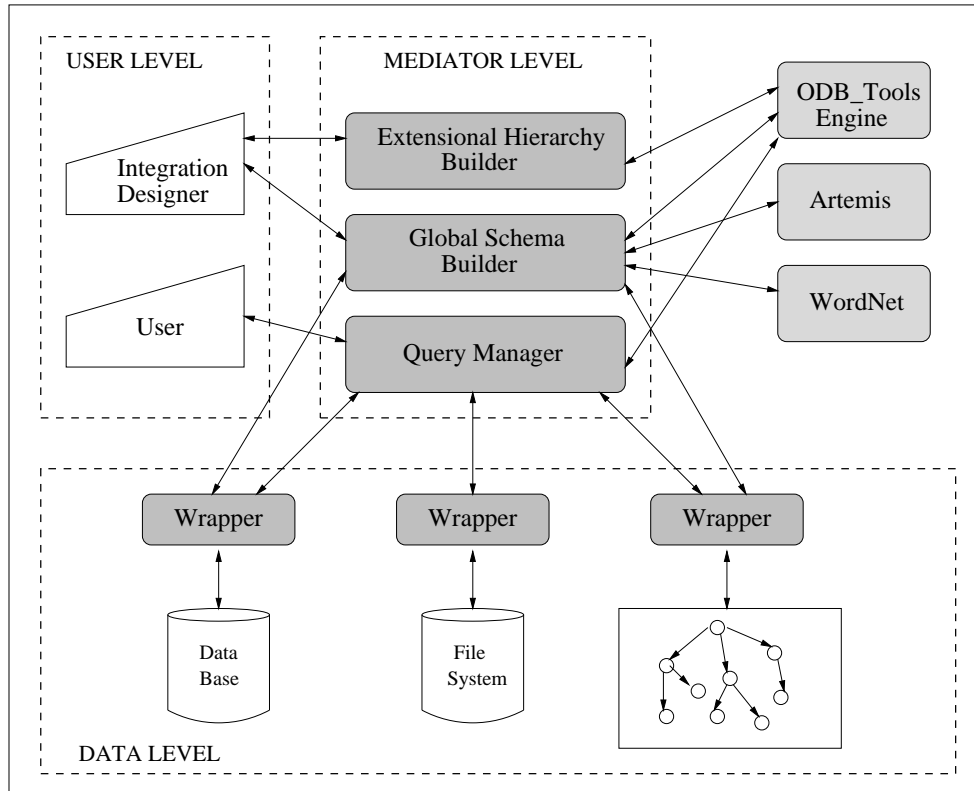 USER LEVEL
MEDIATOR LEVEL
ODB_Tools
Engine
Extensional Hierarchy
Builder
Integration
Designer
Artemis
Global Schema
Builder
WordNet
User
Query Manager
Wrapper
Wrapper
Wrapper
Data
Base
File
System
DATA LEVEL